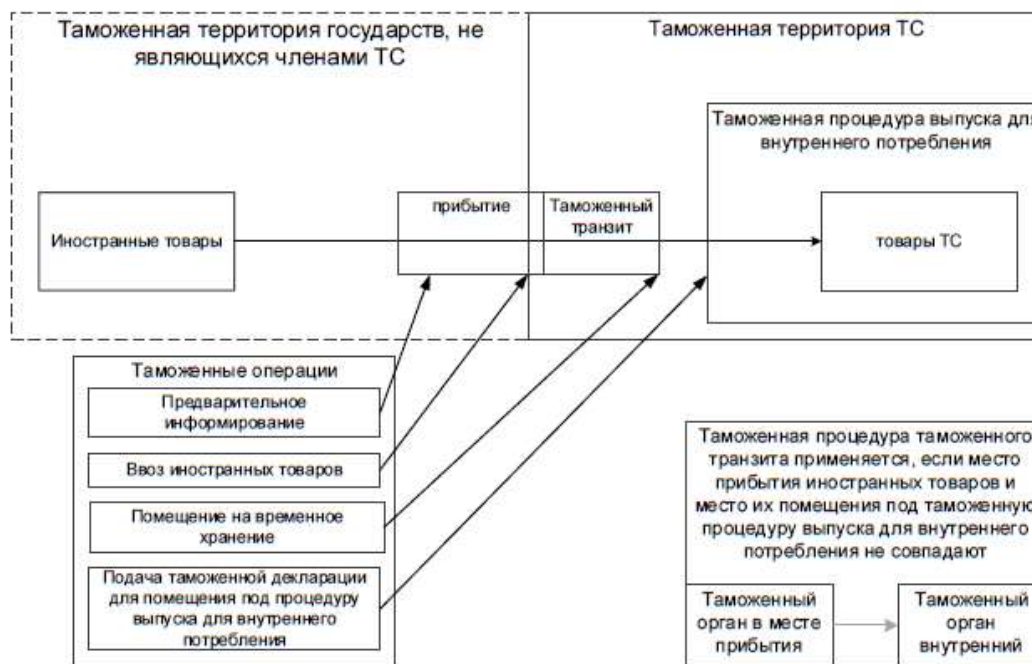 Таможенная территория государств, не
являющихся членами ТС
Таможенная территория ТС
Таможенная процедура выпуска для
внутреннего потребления
Иностранные товары
прибытие
Таможенный
транзит
товары ТС
Таможенные операции
Предварительное
информирование
Ввоз иностранных товаров
Помещение на временное
хранение
Подача таможенной декларации
для помещения под процедуру
выпуска для внутреннего
потребления
Таможенная процедура таможенного
транзита применяется, если место
прибытия иностранных товаров и
место их помещения под таможенную
процедуру выпуска для внутреннего
потребления не совпадают
Таможенный
орган в месте
прибытия
Таможенный
орган
внутренний